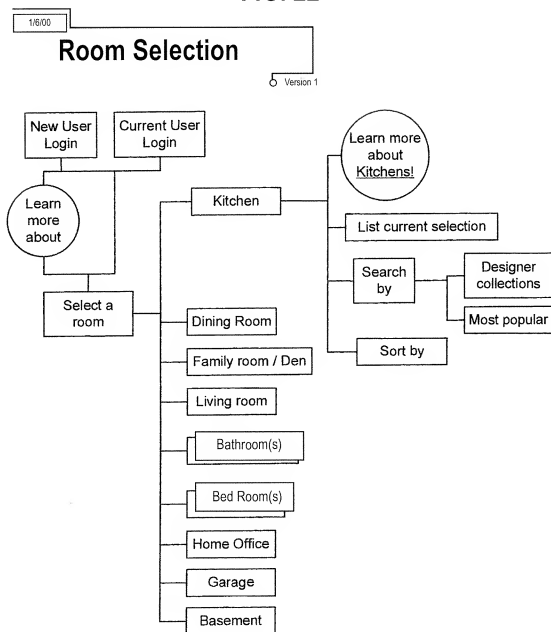 1/6/00
Room Selection
Version 1
New User
Login
Current User
Login
Learn
more
about
Select a
room
Kitchen
Dining Room
Family room / Den
Living room
Bathroom(s)
Bed Room(s)
Home Office
Garage
Basement
Learn more
about
Kitchens!
List current selection
Search
by
Designer
collections
Most popular
Sort by